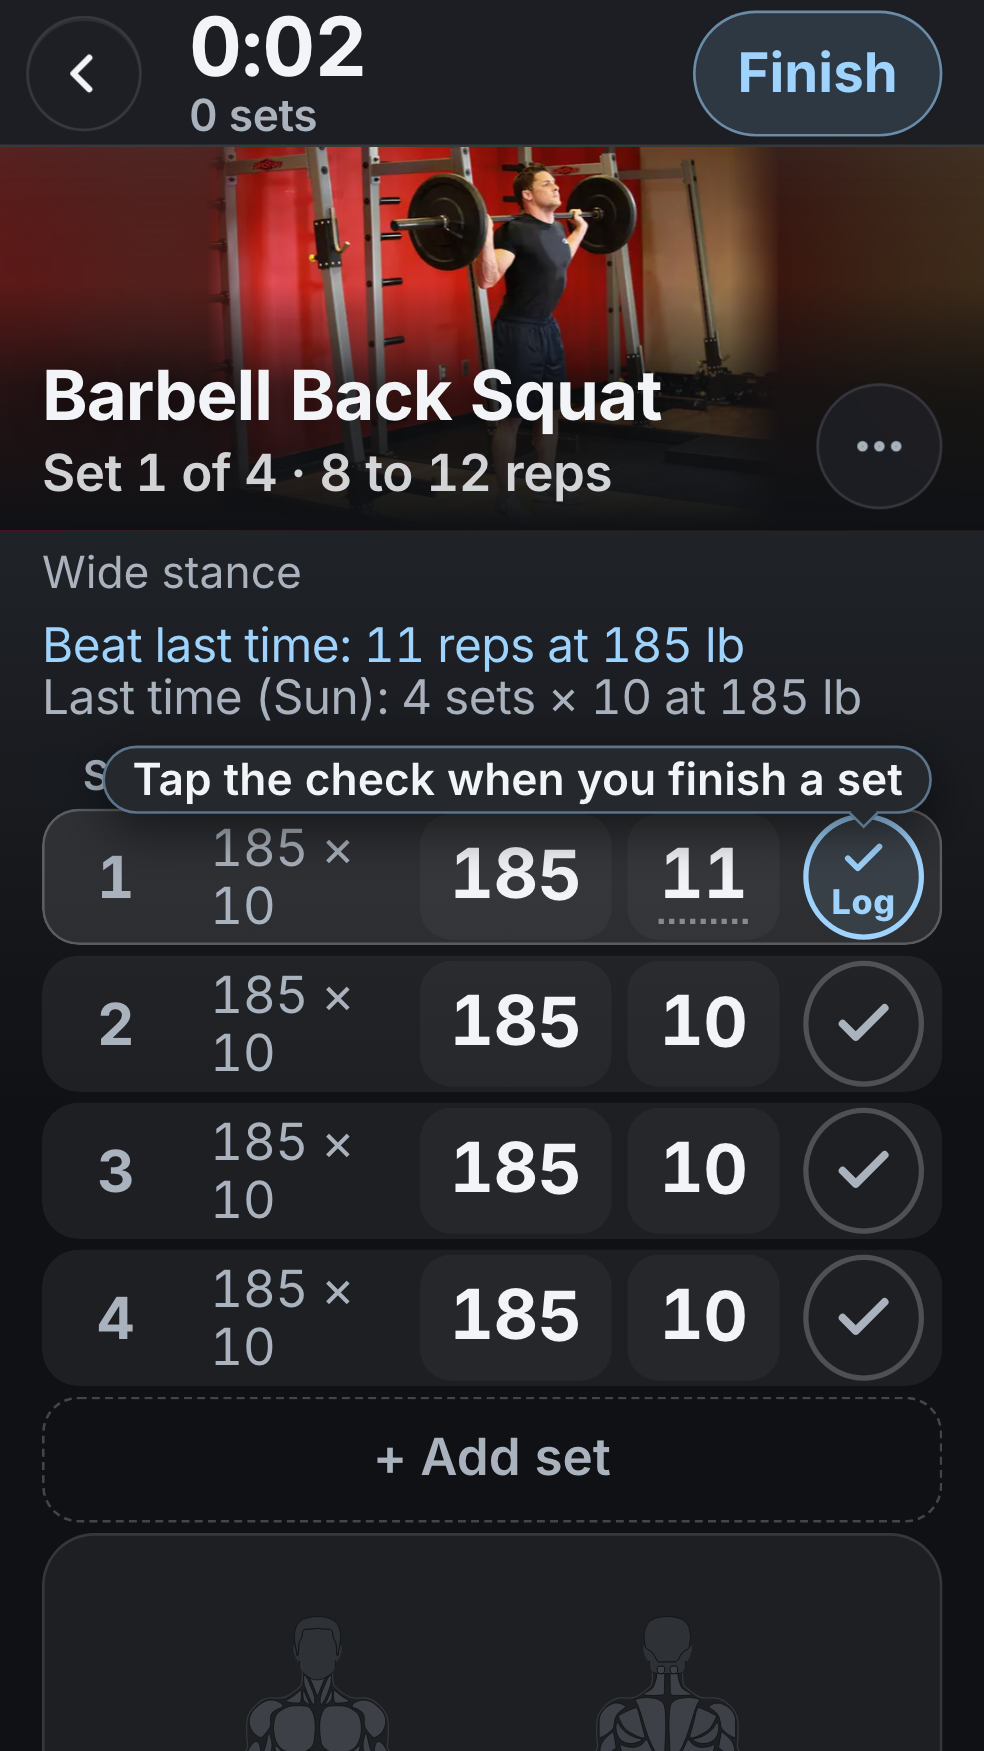 0:02
0 sets
Finish
Barbell Back Squat
Set 1 of 4 · 8 to 12 reps
Wide stance
Beat last time: 11 reps at 185 lb
Last time (Sun): 4 sets × 10 at 185 lb
Tap the check when you finish a set
1
185 ×
10
185
11
Log
2
185 ×
10
185
10
3
185 ×
10
185
10
4
185 ×
10
185
10
+ Add set